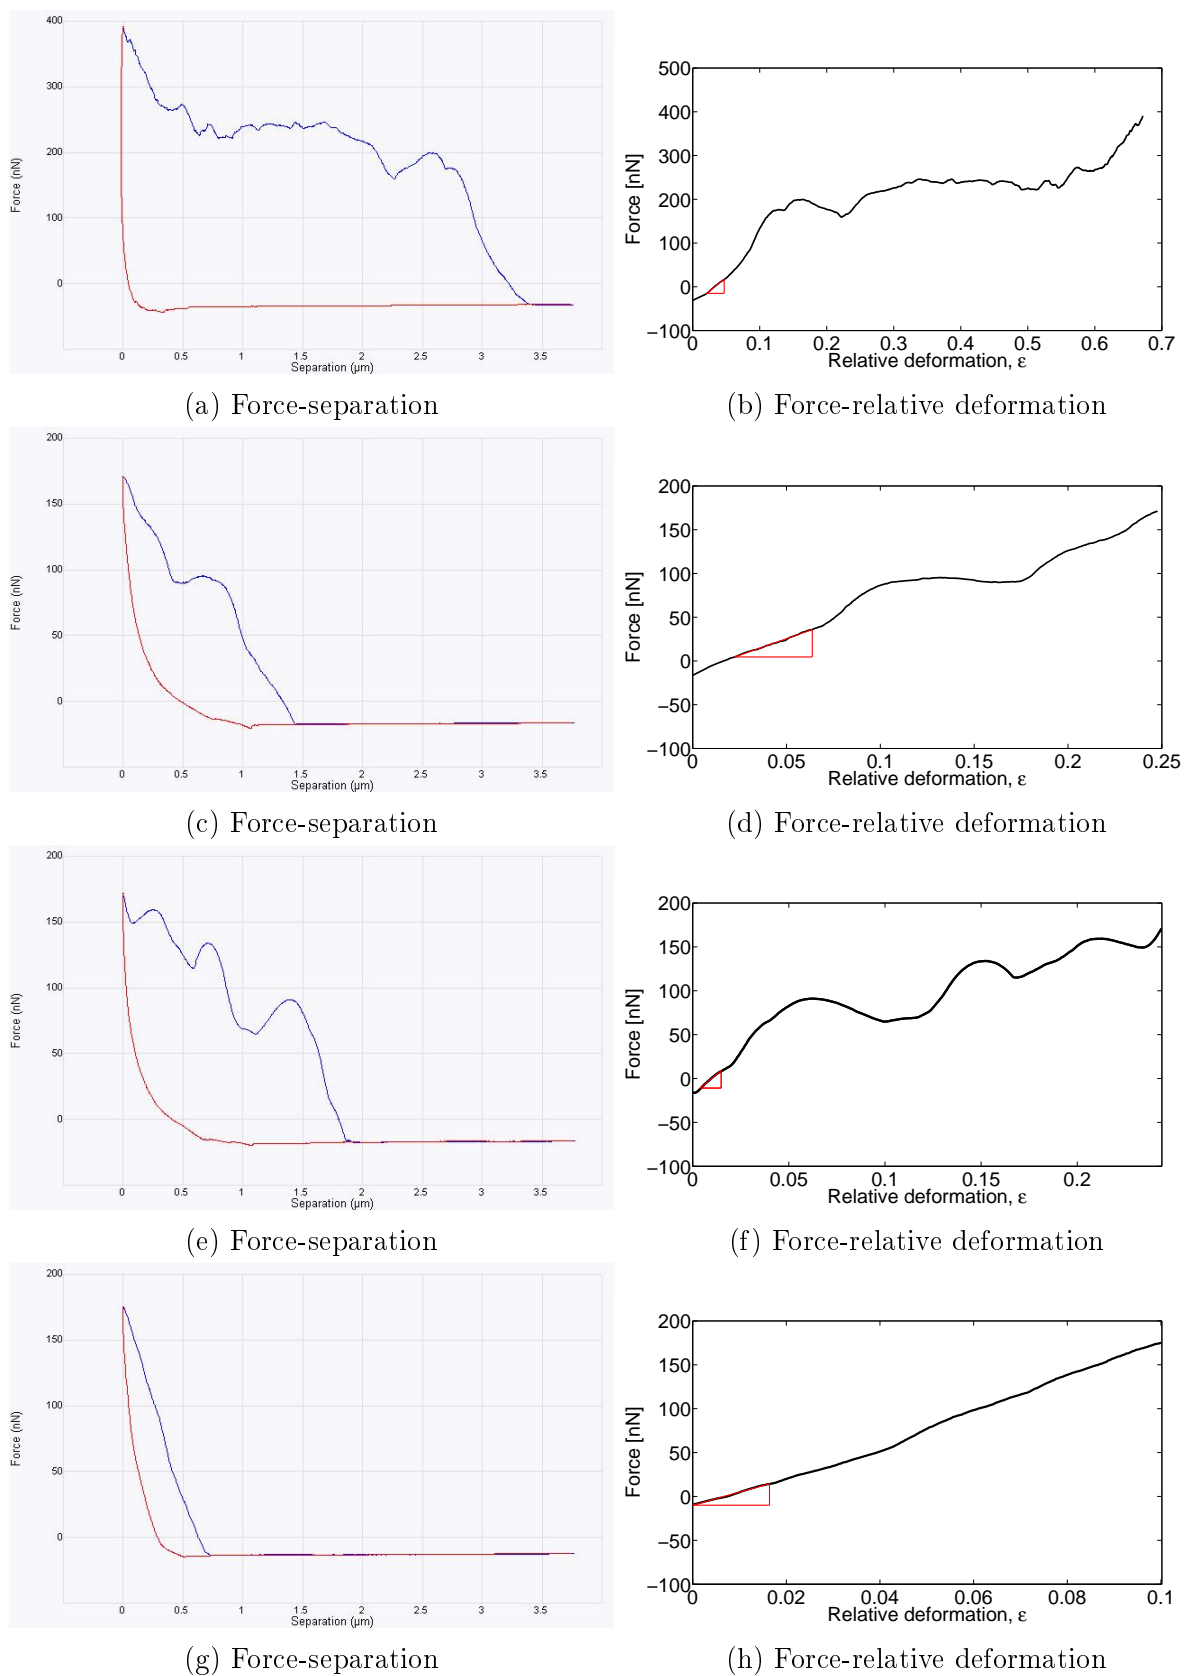 400
300
200
100
0
Force (nN)
0 0.5 1 1.5 2 2.5 3 3.5
Separation (µm)
500
400
300
200
100
0
−100
Force [nN]
0 0.1 0.2 0.3 0.4 0.5 0.6 0.7
Relative deformation, ε
(a) Force-separation
(b) Force-relative deformation
200
150
100
50
0
Force (nN)
0 0.5 1 1.5 2 2.5 3 3.5
Separation (µm)
200
150
100
50
0
−50
−100
Force [nN]
0 0.05 0.1 0.15 0.2 0.25
Relative deformation, ε
(c) Force-separation
(d) Force-relative deformation
200
150
100
50
0
Force (nN)
0 0.5 1 1.5 2 2.5 3 3.5
Separation (µm)
200
150
100
50
0
−50
−100
Force [nN]
0 0.05 0.1 0.15 0.2
Relative deformation, ε
(e) Force-separation
(f) Force-relative deformation
200
150
100
50
0
Force (nN)
0 0.5 1 1.5 2 2.5 3 3.5
Separation (µm)
200
150
100
50
0
−50
−100
Force [nN]
0 0.02 0.04 0.06 0.08 0.1
Relative deformation, ε
(g) Force-separation
(h) Force-relative deformation